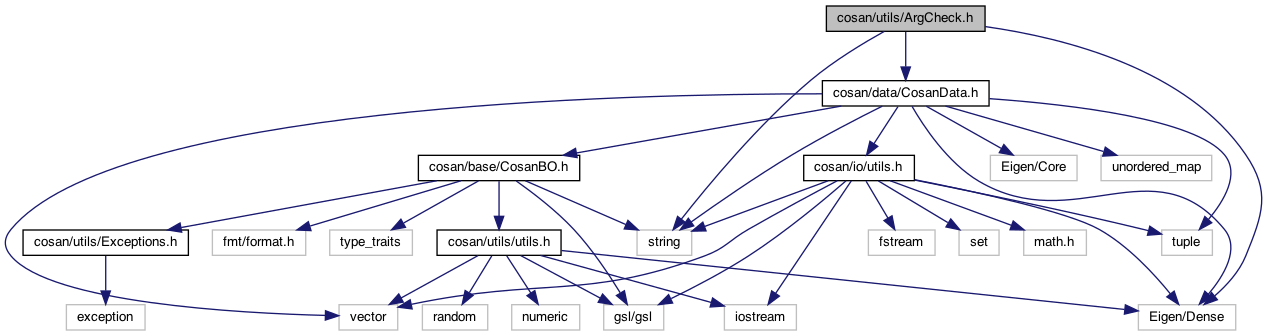 cosan/utils/ArgCheck.h
cosan/data/CosanData.h
cosan/base/CosanBO.h
cosan/io/utils.h
Eigen/Core
unordered_map
cosan/utils/Exceptions.h
fmt/format.h
type_traits
cosan/utils/utils.h
string
fstream
set
math.h
tuple
exception
vector
random
numeric
gsl/gsl
iostream
Eigen/Dense